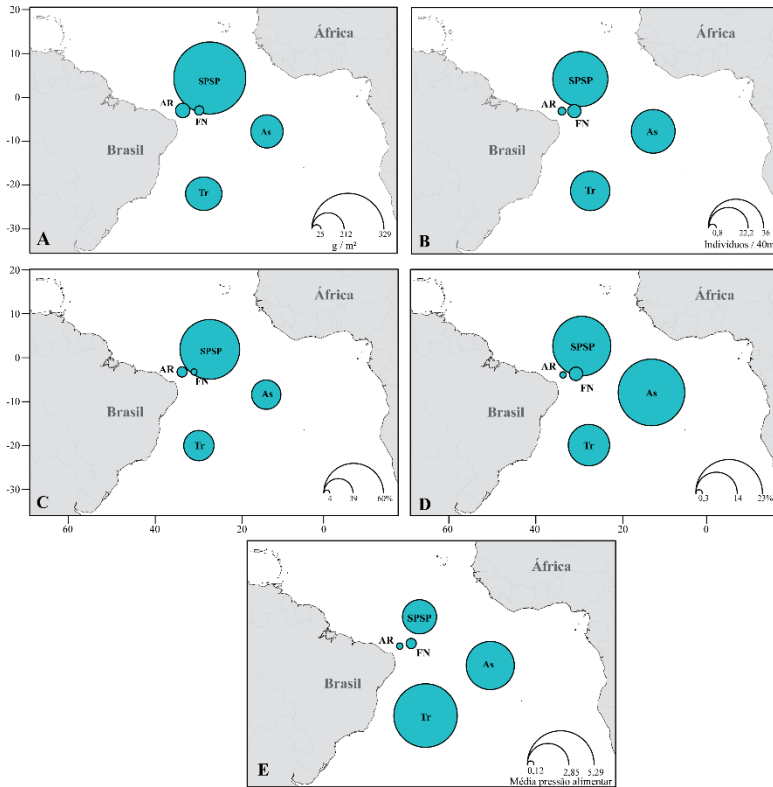 20
10
0
-10
-20
-30
África
SPSP
AR
FN
As
Brasil
Tr
A
25 212 329
g / m²
África
SPSP
AR
FN
As
Brasil
Tr
B
0,8 22,2 36
Indivíduos / 40m
20
10
0
-10
-20
-30
África
SPSP
AR
FN
As
Brasil
Tr
C
4 39 60%
60 40 20 0
África
SPSP
AR
FN
As
Brasil
Tr
D
0,3 14 23%
60 40 20 0
África
SPSP
AR
FN
As
Brasil
Tr
E
0,12 2,85 5,29
Média pressão alimentar